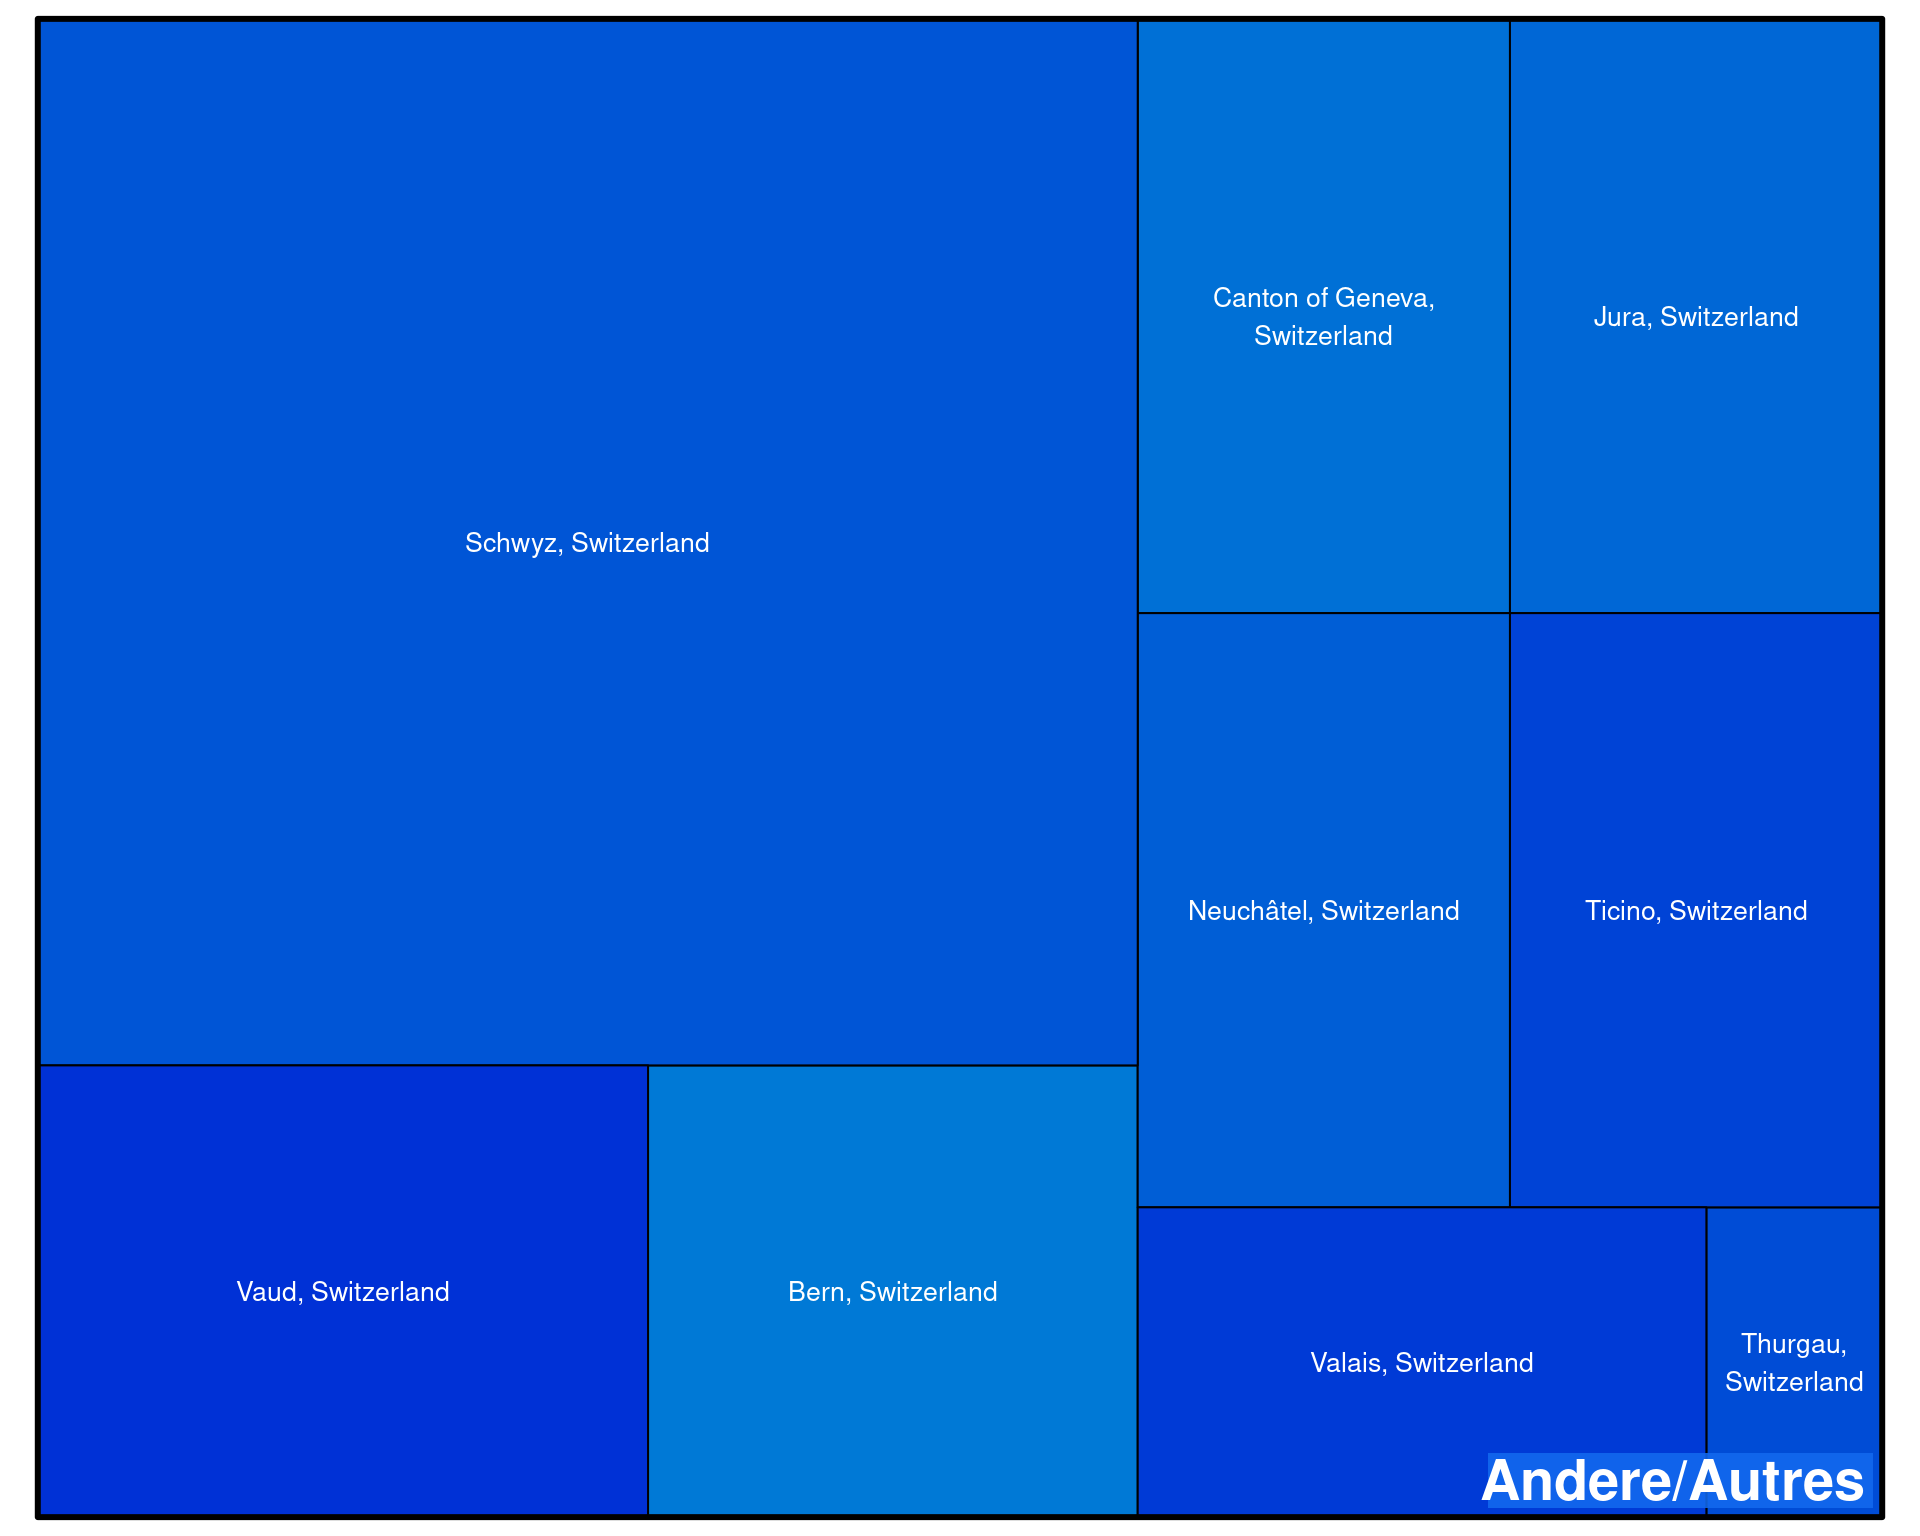 Schwyz, Switzerland
Vaud, Switzerland
Bern, Switzerland
Canton of Geneva,
Switzerland
Jura, Switzerland
Neuchâtel, Switzerland
Ticino, Switzerland
Valais, Switzerland
Thurgau,
Switzerland
Andere/Autres